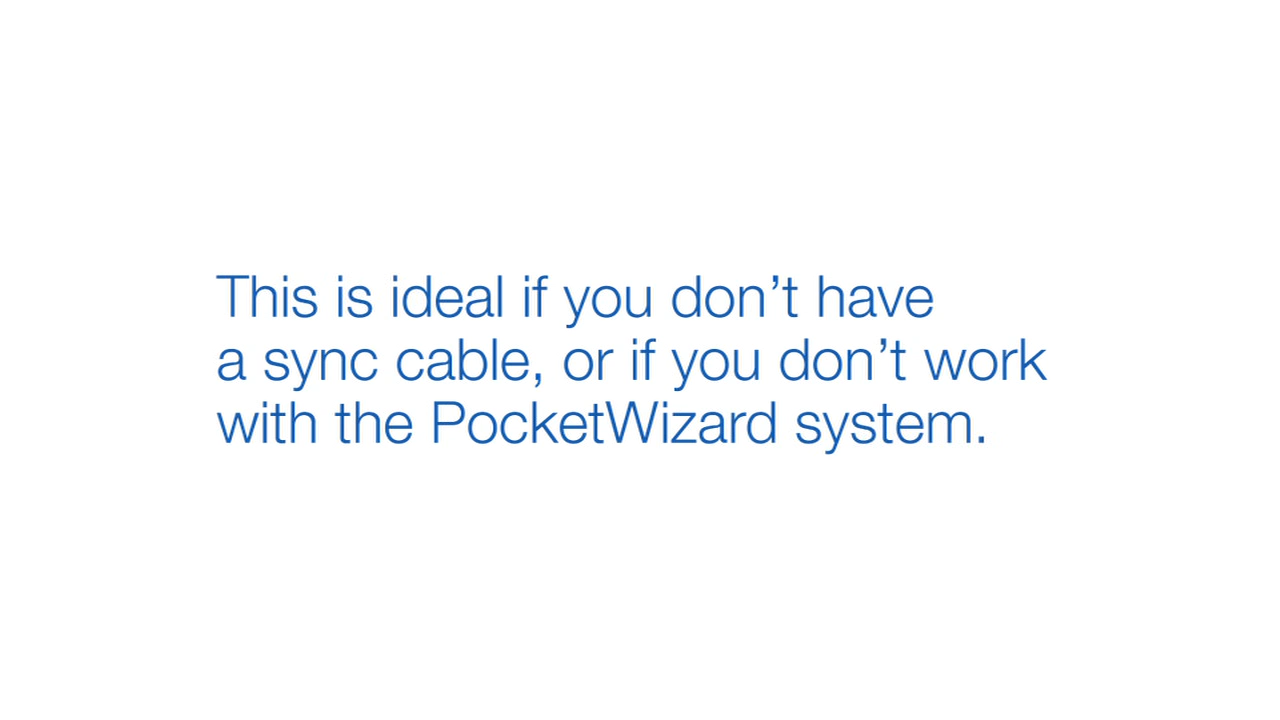 This is ideal if you don’t have
a sync cable, or if you don’t work
with the PocketWizard system.